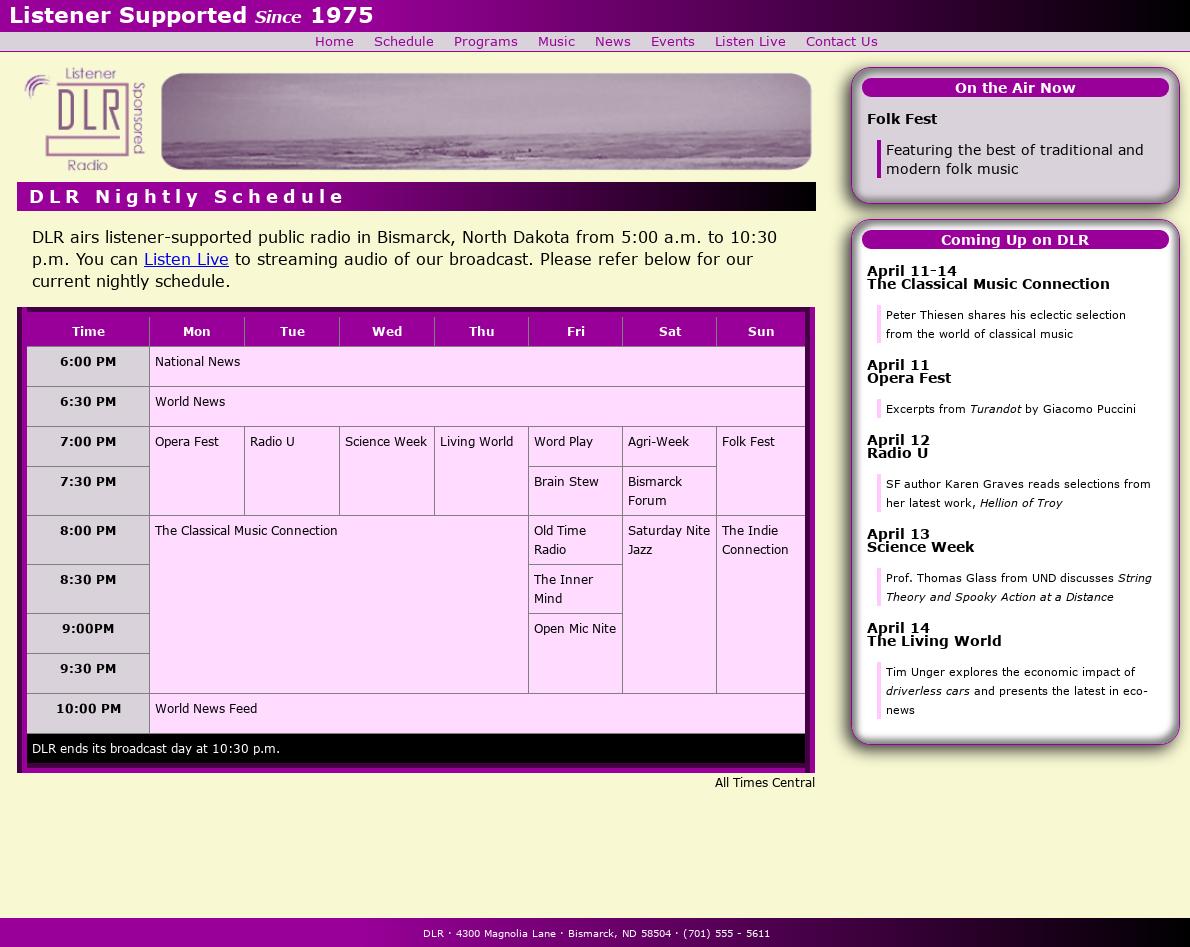 Listener Supported Since 1975
Home Schedule Programs Music News Events Listen Live Contact Us
Listener
DLR
Sponsored
Radio
DLR Nightly Schedule
DLR airs listener-supported public radio in Bismarck, North Dakota from 5:00 a.m. to 10:30
p.m. You can Listen Live to streaming audio of our broadcast. Please refer below for our
current nightly schedule.
Time Mon Tue Wed Thu Fri Sat Sun
6:00 PM National News
6:30 PM World News
7:00 PM Opera Fest Radio U Science Week Living World Word Play Agri-Week Folk Fest
7:30 PM Brain Stew Bismarck
Forum
8:00 PM The Classical Music Connection Old Time Saturday Nite The Indie
Radio Jazz Connection
8:30 PM The Inner
Mind
9:00PM Open Mic Nite
9:30 PM
10:00 PM World News Feed
DLR ends its broadcast day at 10:30 p.m.
All Times Central
On the Air Now
Folk Fest
Featuring the best of traditional and
modern folk music
Coming Up on DLR
April 11-14
The Classical Music Connection
Peter Thiesen shares his eclectic selection
from the world of classical music
April 11
Opera Fest
Excerpts from Turandot by Giacomo Puccini
April 12
Radio U
SF author Karen Graves reads selections from
her latest work, Hellion of Troy
April 13
Science Week
Prof. Thomas Glass from UND discusses String
Theory and Spooky Action at a Distance
April 14
The Living World
Tim Unger explores the economic impact of
driverless cars and presents the latest in eco-
news
DLR · 4300 Magnolia Lane · Bismarck, ND 58504 · (701) 555 - 5611